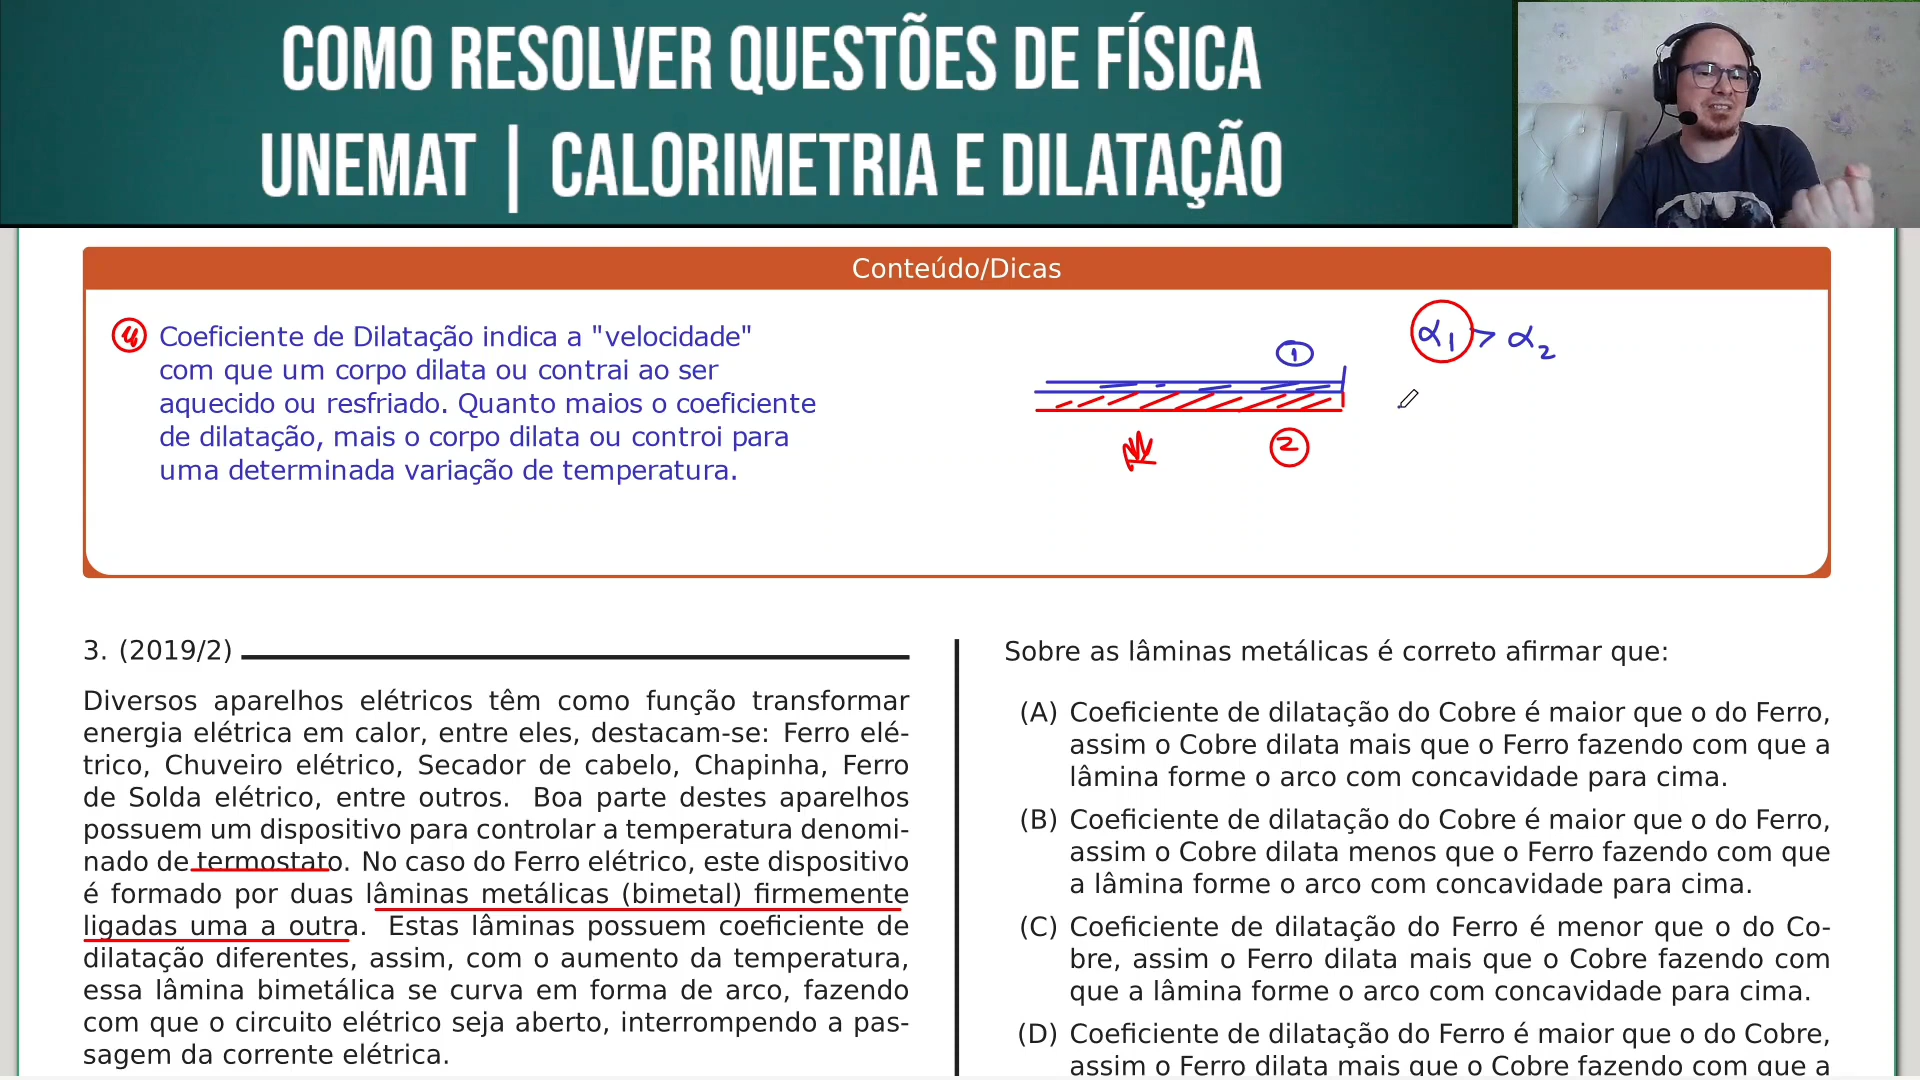 COMO RESOLVER QUESTÕES DE FÍSICA
UNEMAT | CALORIMETRIA E DILATAÇÃO
Conteúdo/Dicas
Coeficiente de Dilatação indica a "velocidade"
com que um corpo dilata ou contrai ao ser
aquecido ou resfriado. Quanto maios o coeficiente
de dilatação, mais o corpo dilata ou controi para
uma determinada variação de temperatura.
1
α1 > α2
2
3. (2019/2)
Diversos aparelhos elétricos têm como função transformar
energia elétrica em calor, entre eles, destacam-se: Ferro elé-
trico, Chuveiro elétrico, Secador de cabelo, Chapinha, Ferro
de Solda elétrico, entre outros. Boa parte destes aparelhos
possuem um dispositivo para controlar a temperatura denomi-
nado de termostato. No caso do Ferro elétrico, este dispositivo
é formado por duas lâminas metálicas (bimetal) firmemente
ligadas uma a outra. Estas lâminas possuem coeficiente de
dilatação diferentes, assim, com o aumento da temperatura,
essa lâmina bimetálica se curva em forma de arco, fazendo
com que o circuito elétrico seja aberto, interrompendo a pas-
sagem da corrente elétrica.
Sobre as lâminas metálicas é correto afirmar que:
(A) Coeficiente de dilatação do Cobre é maior que o do Ferro,
assim o Cobre dilata mais que o Ferro fazendo com que a
lâmina forme o arco com concavidade para cima.
(B) Coeficiente de dilatação do Cobre é maior que o do Ferro,
assim o Cobre dilata menos que o Ferro fazendo com que
a lâmina forme o arco com concavidade para cima.
(C) Coeficiente de dilatação do Ferro é menor que o do Co-
bre, assim o Ferro dilata mais que o Cobre fazendo com
que a lâmina forme o arco com concavidade para cima.
(D) Coeficiente de dilatação do Ferro é maior que o do Cobre,
assim o Ferro dilata mais que o Cobre fazendo com que a